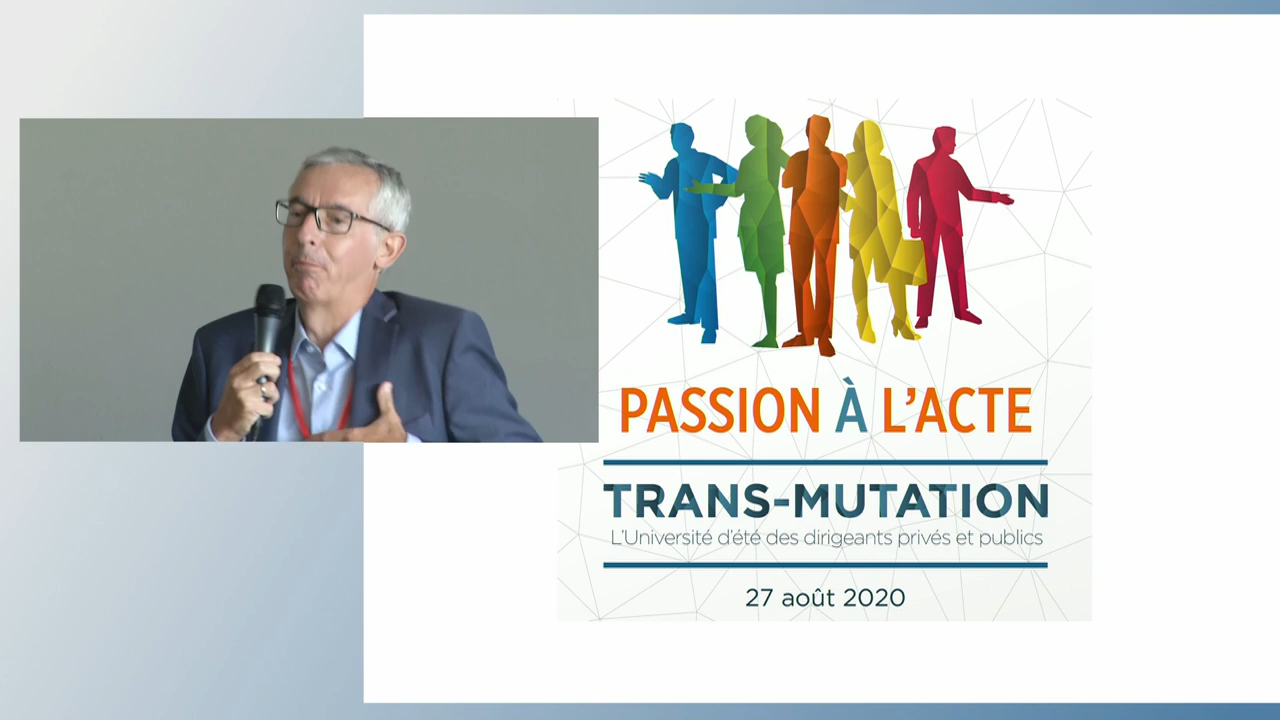 PASSION À L'ACTE
TRANS-MUTATION
L'Université d'été des dirigeants privés et publics
27 août 2020